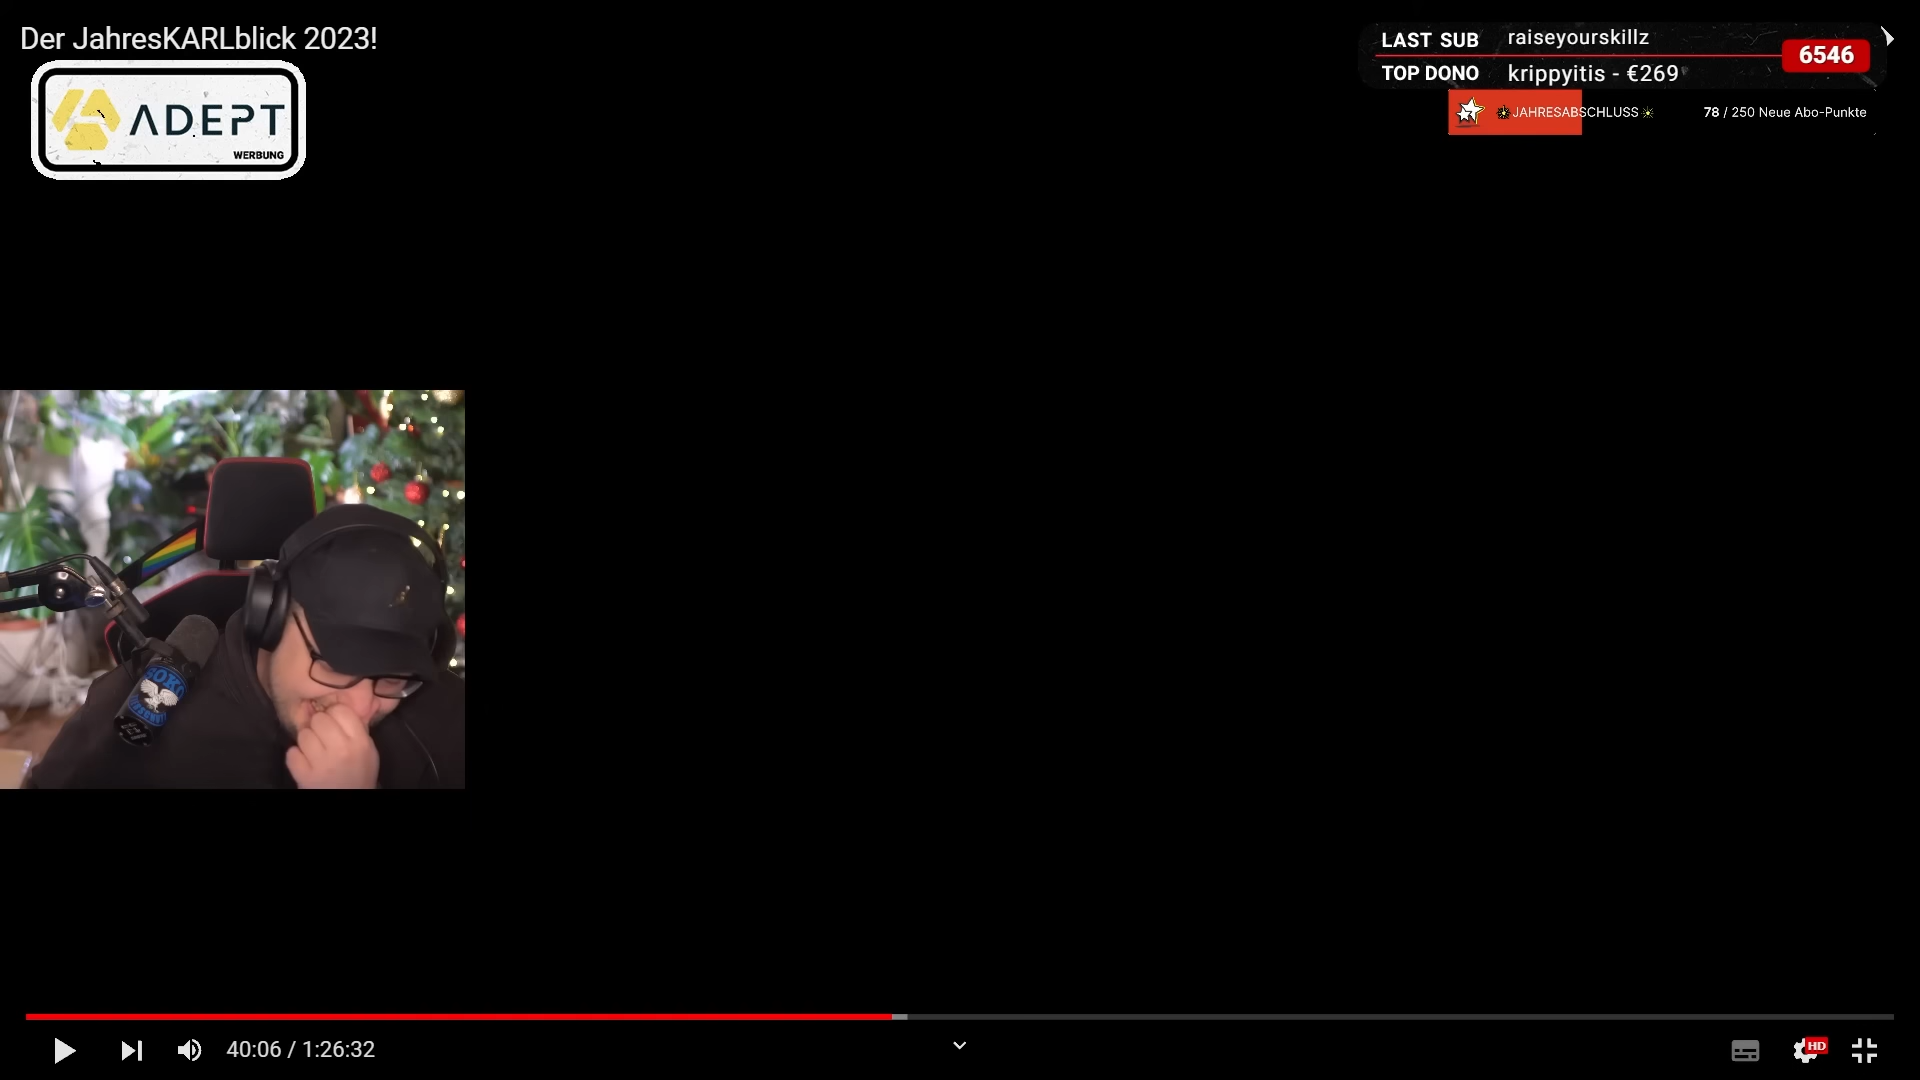 Der JahresKARLblick 2023!
ADEPT
WERBUNG
LAST SUB raiseyourskillz
TOP DONO krippyitis - €269
6546
JAHRESABSCHLUSS 78 / 250 Neue Abo-Punkte
40:06 / 1:26:32
HD